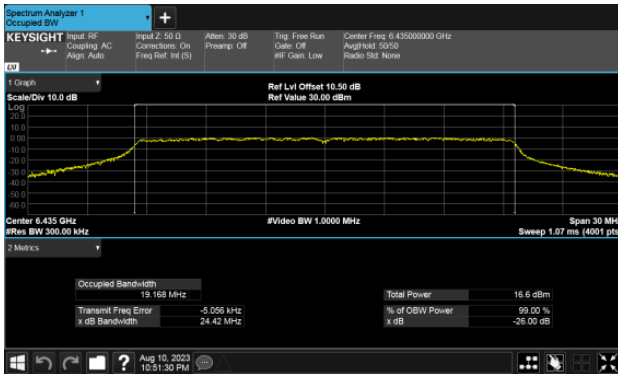 Spectrum Analyzer 1
Occupied BW
+
KEYSIGHT
Input: RF
Coupling: AC
Align: Auto
Input Z: 50 Ω
Corrections: On
Freq Ref: Int (S)
Atten: 30 dB
Preamp: Off
Trig: Free Run
Gate: Off
#IF Gain: Low
Center Freq: 6.435000000 GHz
Avg|Hold: 50/50
Radio Std: None
LXI
1 Graph
Scale/Div 10.0 dB
Ref Lvl Offset 10.50 dB
Ref Value 30.00 dBm
Log
20.0
10.0
0.00
-10.0
-20.0
-30.0
-40.0
-50.0
-60.0
Center 6.435 GHz
#Res BW 300.00 kHz
#Video BW 1.0000 MHz
Span 30 MH
Sweep 1.07 ms (4001 pts
2 Metrics
Occupied Bandwidth
19.168 MHz
Transmit Freq Error -5.056 kHz
x dB Bandwidth 24.42 MHz
Total Power 16.6 dBm
% of OBW Power 99.00 %
x dB -26.00 dB
?
Aug 10, 2023
10:51:30 PM